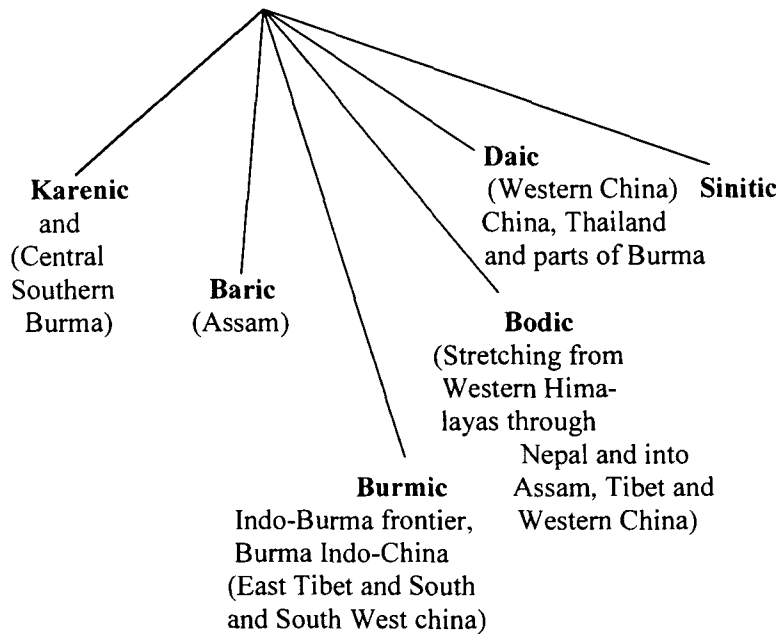 Karenic
and
(Central
Southern
Burma)
Baric
(Assam)
Burmic
Indo-Burma frontier,
Burma Indo-China
(East Tibet and South
and South West china)
Bodic
(Stretching from
Western Hima-
layas through
Nepal and into
Assam, Tibet and
Western China)
Daic
(Western China)
China, Thailand
and parts of Burma
Sinitic